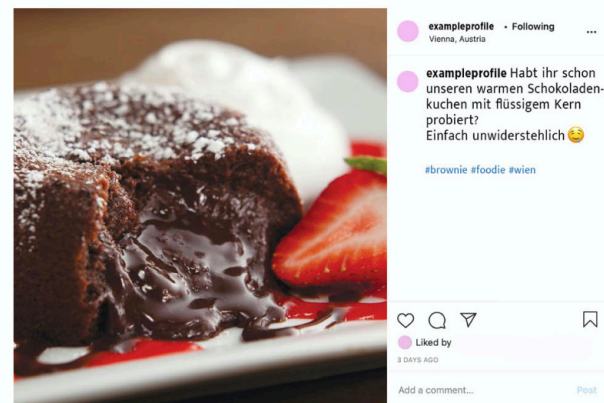 exampleprofile • Following
Vienna, Austria
...
exampleprofile Habt ihr schon
unseren warmen Schokoladen-
kuchen mit flüssigem Kern
probiert?
Einfach unwiderstehlich 🤤
#brownie #foodie #wien
Liked by
3 DAYS AGO
Add a comment... Post